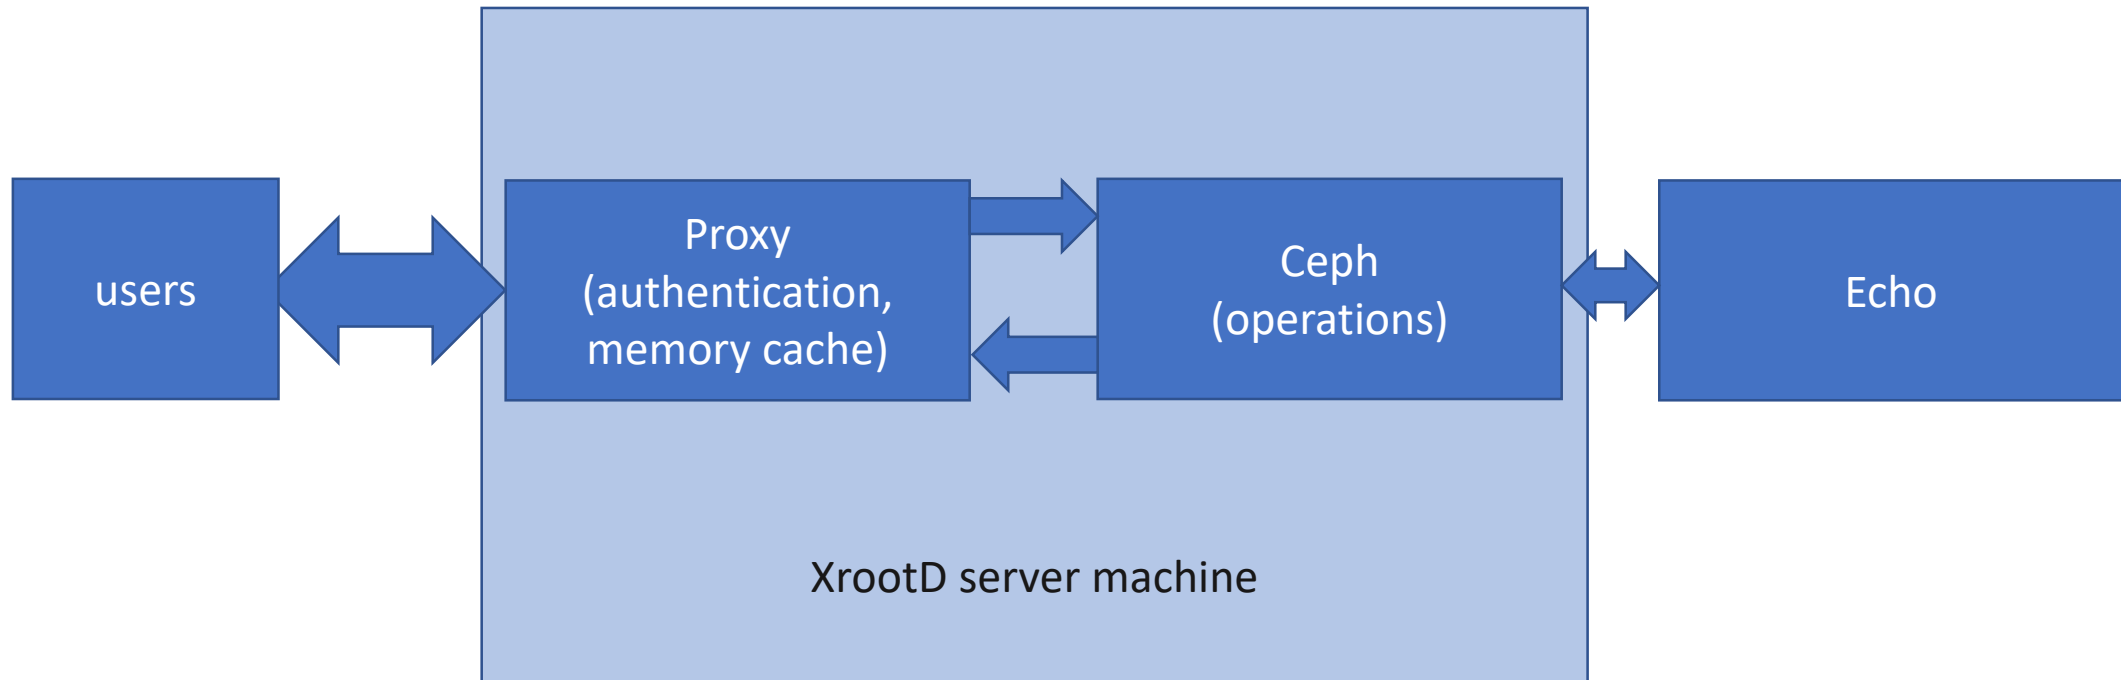 users
Proxy
(authentication,
memory cache)
Ceph
(operations)
Echo
XrootD server machine